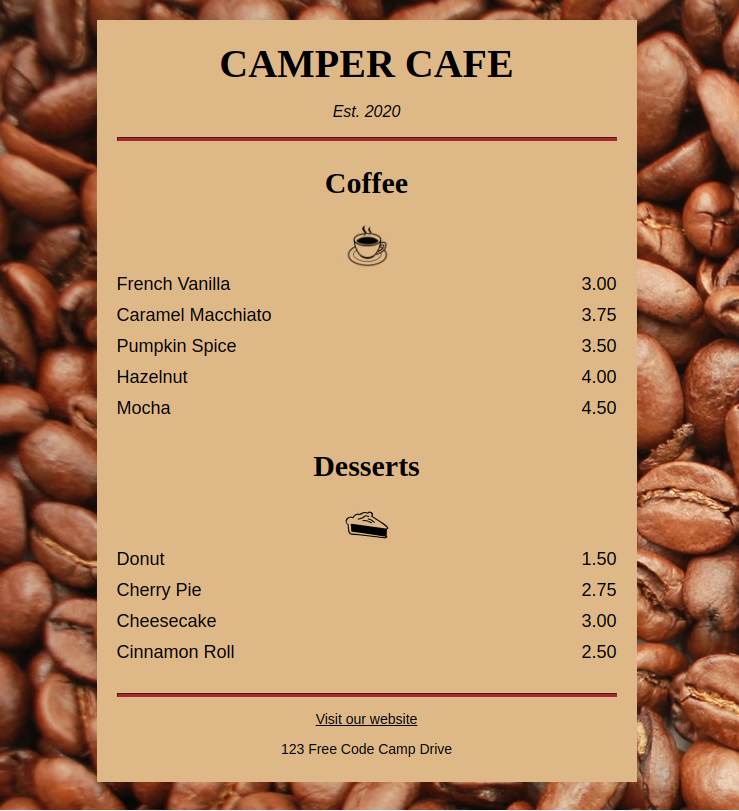 CAMPER CAFE
Est. 2020
Coffee
French Vanilla 3.00
Caramel Macchiato 3.75
Pumpkin Spice 3.50
Hazelnut 4.00
Mocha 4.50
Desserts
Donut 1.50
Cherry Pie 2.75
Cheesecake 3.00
Cinnamon Roll 2.50
Visit our website
123 Free Code Camp Drive